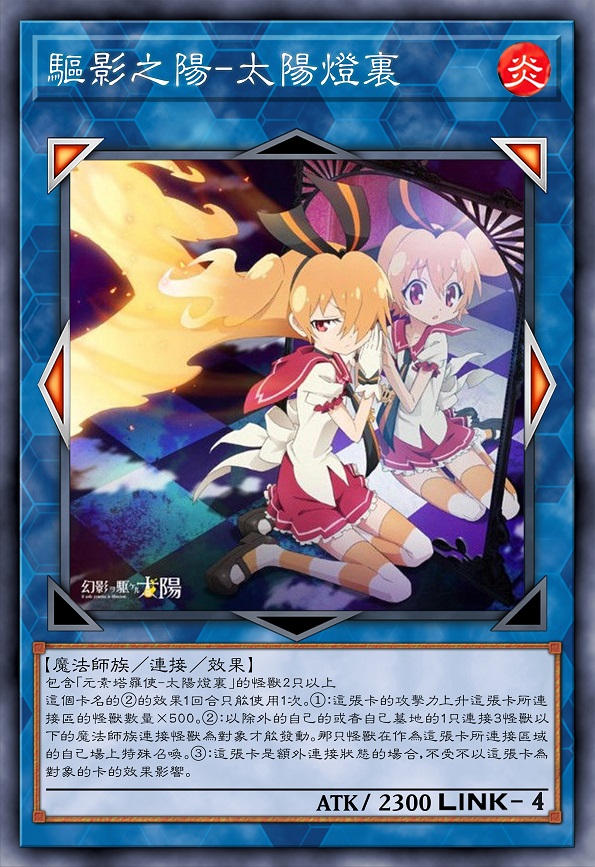 驅影之陽-太陽燈裏
炎
幻影ヲ駆ケル太陽
【魔法師族／連接／效果】
包含「元素塔羅使-太陽燈裏」的怪獸2只以上
這個卡名的②的效果1回合只能使用1次。①：這張卡的攻擊力上升這張卡所連
接區的怪獸數量×500。②：以除外的自己的或者自己墓地的1只連接3怪獸以
下的魔法師族連接怪獸為對象才能發動。那只怪獸在作為這張卡所連接區域
的自己場上特殊召喚。③：這張卡是額外連接狀態的場合，不受不以這張卡為
對象的卡的效果影響。
ATK/ 2300 LINK- 4